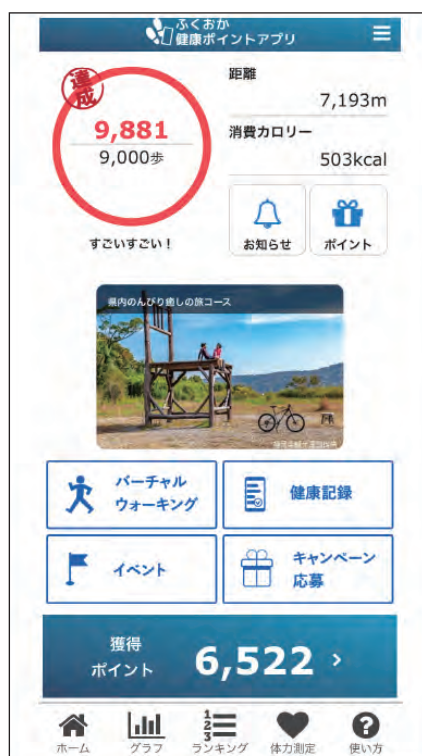 ふくおか
健康ポイントアプリ
達成
9,881
9,000歩
すごいすごい！
距離
7,193m
消費カロリー
503kcal
お知らせ
ポイント
県内のんびり癒しの旅コース
バーチャル
ウォーキング
健康記録
イベント
キャンペーン
応募
獲得
ポイント
6,522
ホーム
グラフ
1
2
3
ランキング
体力測定
?
使い方